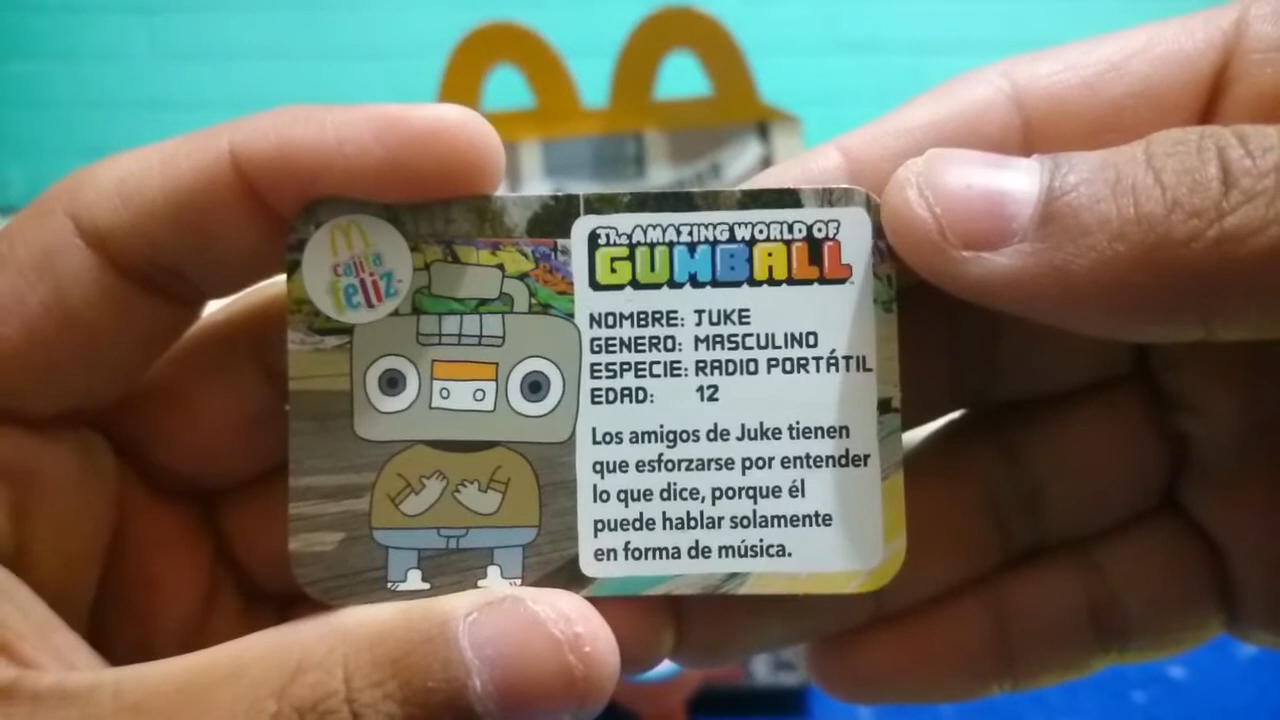 cajita
feliz
The AMAZING WORLD OF
GUMBALL
NOMBRE: JUKE
GENERO: MASCULINO
ESPECIE: RADIO PORTÁTIL
EDAD: 12
Los amigos de Juke tienen
que esforzarse por entender
lo que dice, porque él
puede hablar solamente
en forma de música.